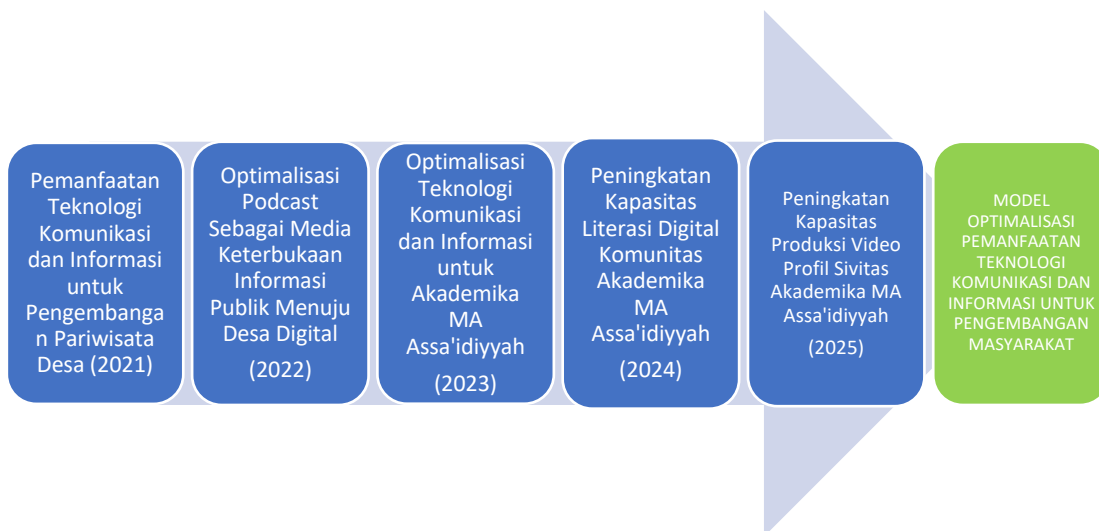 Pemanfaatan
Teknologi
Komunikasi
dan Informasi
untuk
Pengembanga
n Pariwisata
Desa (2021)
Optimalisasi
Podcast
Sebagai Media
Keterbukaan
Informasi
Publik Menuju
Desa Digital
(2022)
Optimalisasi
Teknologi
Komunikasi
dan Informasi
untuk
Akademika
MA
Assa'idiyyah
(2023)
Peningkatan
Kapasitas
Literasi Digital
Komunitas
Akademika
MA
Assa'idiyyah
(2024)
Peningkatan
Kapasitas
Produksi Video
Profil Sivitas
Akademika MA
Assa'idiyyah
(2025)
MODEL
OPTIMALISASI
PEMANFAATAN
TEKNOLOGI
KOMUNIKASI DAN
INFORMASI UNTUK
PENGEMBANGAN
MASYARAKAT